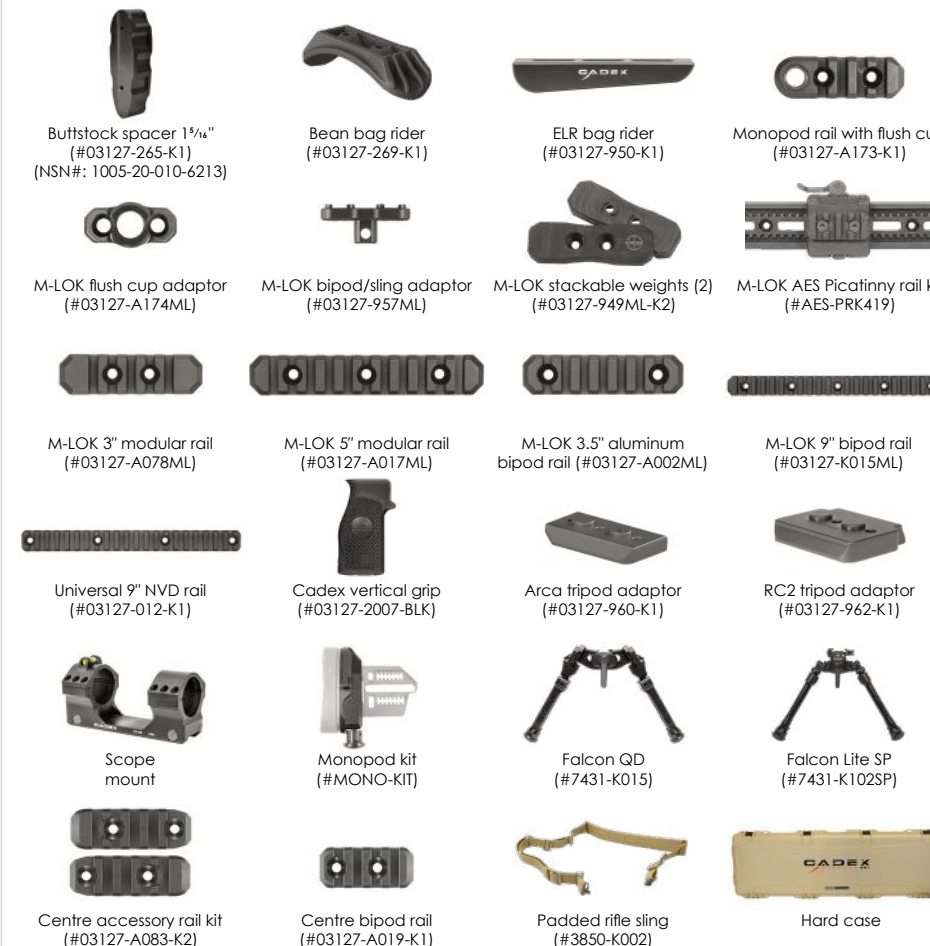 CADEX
Buttstock spacer 1⁵/₁₆"
(#03127-265-K1)
(NSN#: 1005-20-010-6213)
Bean bag rider
(#03127-269-K1)
ELR bag rider
(#03127-950-K1)
Monopod rail with flush cu
(#03127-A173-K1)
M-LOK flush cup adaptor
(#03127-A174ML)
M-LOK bipod/sling adaptor
(#03127-957ML)
M-LOK stackable weights (2)
(#03127-949ML-K2)
M-LOK AES Picatinny rail k
(#AES-PRK419)
M-LOK 3" modular rail
(#03127-A078ML)
M-LOK 5" modular rail
(#03127-A017ML)
M-LOK 3.5" aluminum
bipod rail (#03127-A002ML)
M-LOK 9" bipod rail
(#03127-K015ML)
Universal 9" NVD rail
(#03127-012-K1)
Cadex vertical grip
(#03127-2007-BLK)
Arca tripod adaptor
(#03127-960-K1)
RC2 tripod adaptor
(#03127-962-K1)
CADEX
Scope
mount
Monopod kit
(#MONO-KIT)
Falcon QD
(#7431-K015)
Falcon Lite SP
(#7431-K102SP)
CADEX
Centre accessory rail kit
(#03127-A083-K2)
Centre bipod rail
(#03127-A019-K1)
Padded rifle sling
(#3850-K002)
Hard case